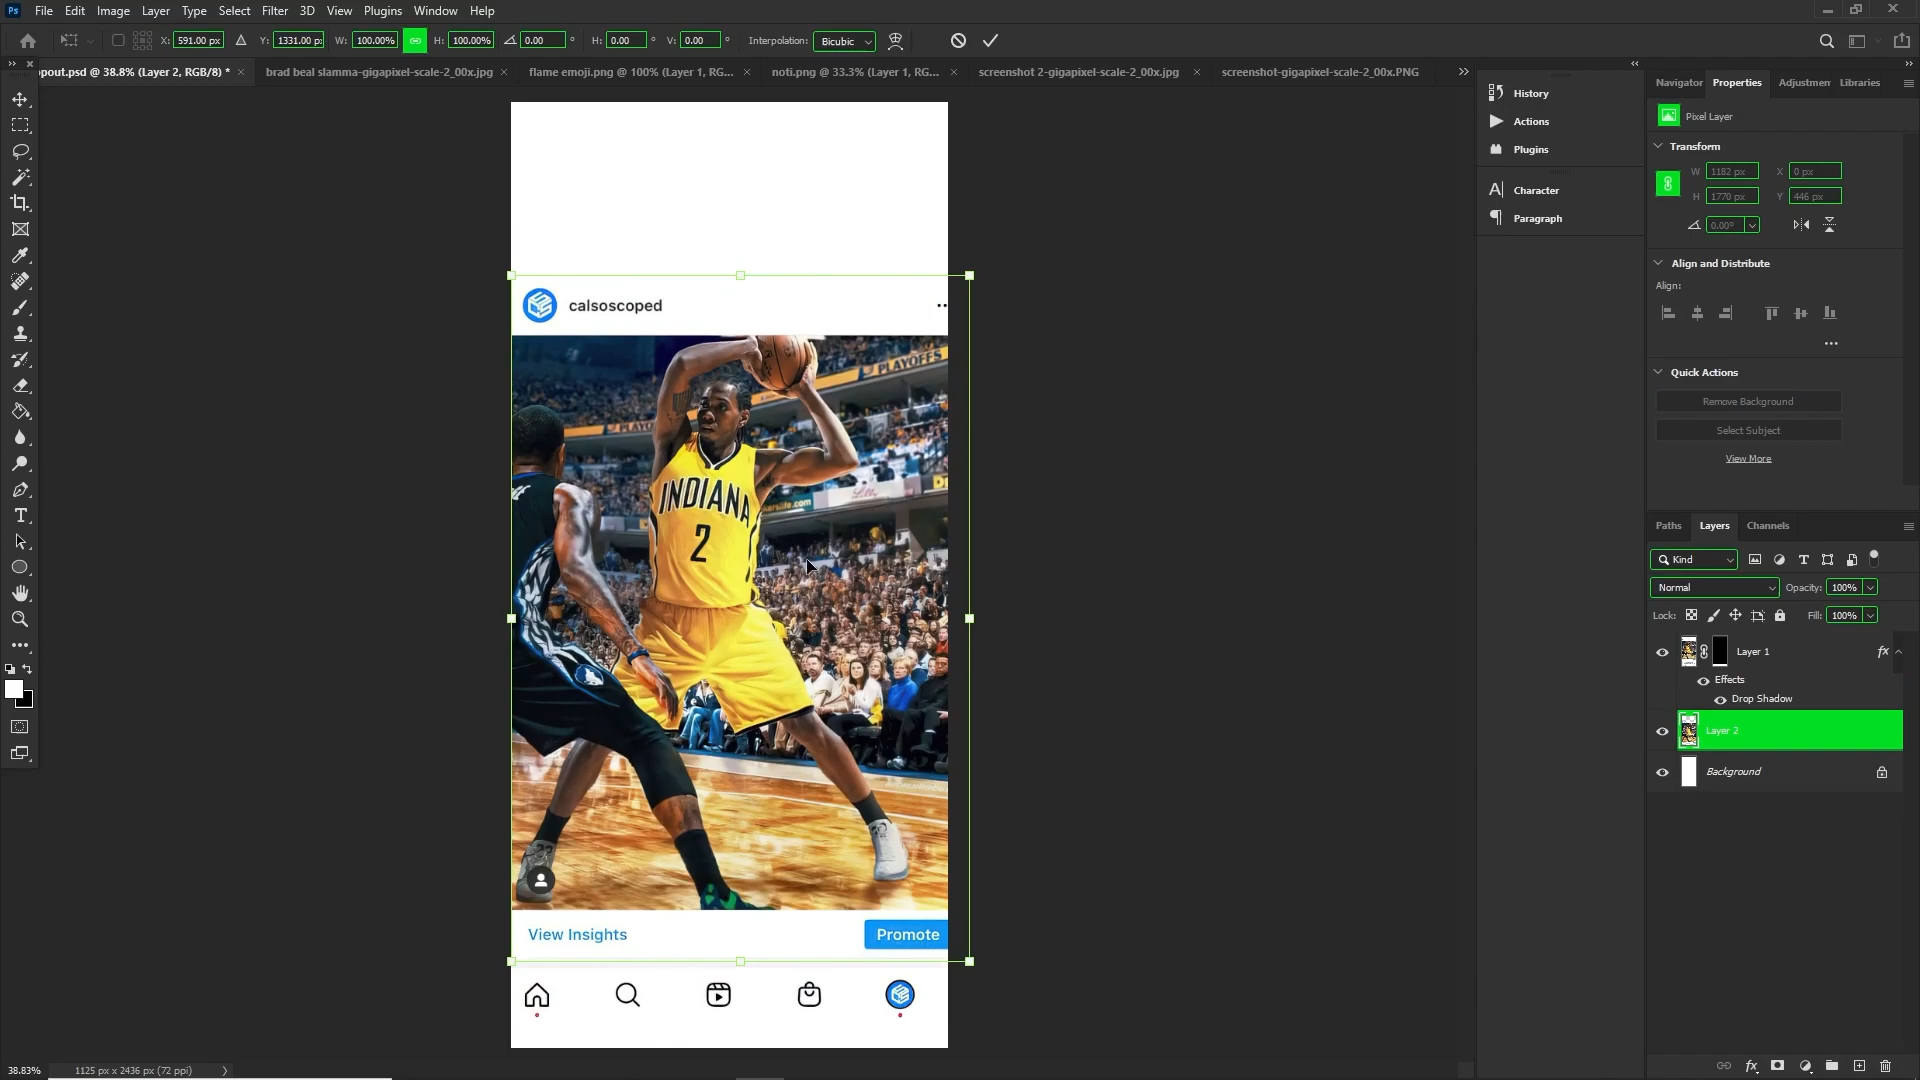 Ps File Edit Image Layer Type Select Filter 3D View Plugins Window Help
X: 591.00 px Y: 1331.00 p: W: 100.00% H: 100.00% 0.00 ° H: 0.00 ° V: 0.00 ° Interpolation: Bicubic
opout.psd @ 38.8% (Layer 2, RGB/8) * × brad beal slamma-gigapixel-scale-2_00x.jpg × flame emoji.png @ 100% (Layer 1, RG... × noti.png @ 33.3% (Layer 1, RG... × screenshot 2-gigapixel-scale-2_00x.jpg × screenshot-gigapixel-scale-2_00x.PNG
History
Actions
Plugins
Character
Paragraph
Navigator Properties Adjustmen Libraries
Pixel Layer
Transform
W 1182 px X 0 px
H 1770 px Y 446 px
0.00°
Align and Distribute
Align:
Quick Actions
Remove Background
Select Subject
View More
Paths Layers Channels
Kind
Normal Opacity: 100%
Lock: Fill: 100%
Layer 1 fx
Effects
Drop Shadow
Layer 2
Background
calsoscoped
PLAYOFFS
PLAYO
INDIANA
2
View Insights Promote
38.83% 1125 px x 2436 px (72 ppi)